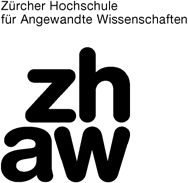 Zürcher Hochschule
für Angewandte Wissenschaften
zh
aw